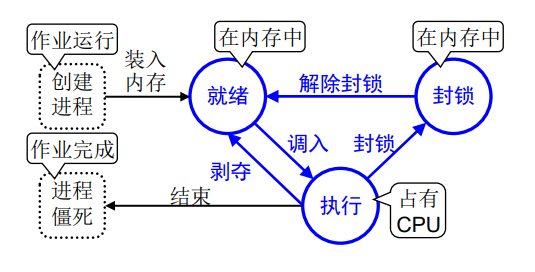 作业运行
在内存中
在内存中
创建
进程
装入
内存
就绪
解除封锁
封锁
作业完成
调入
封锁
剥夺
进程
僵死
结束
执行
占有
CPU